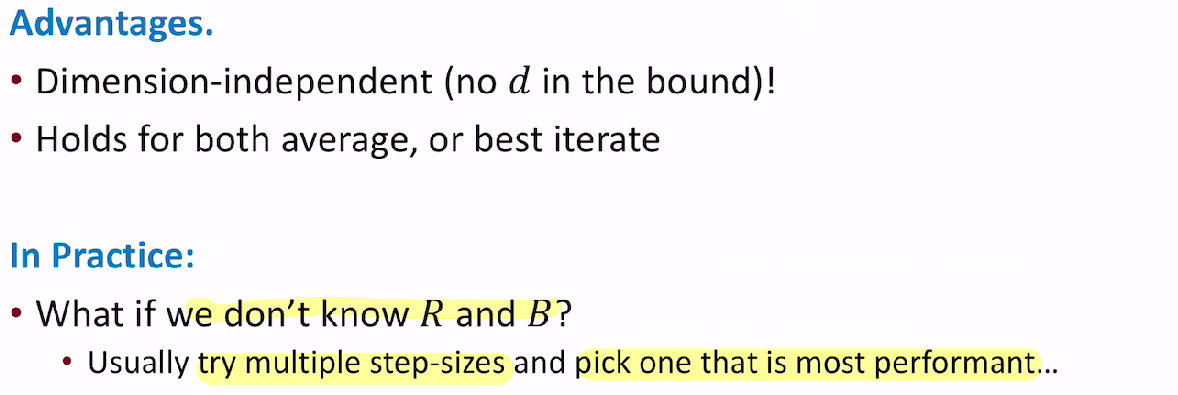 Advantages.
• Dimension-independent (no d in the bound)!
• Holds for both average, or best iterate
In Practice:
• What if we don’t know R and B?
• Usually try multiple step-sizes and pick one that is most performant...